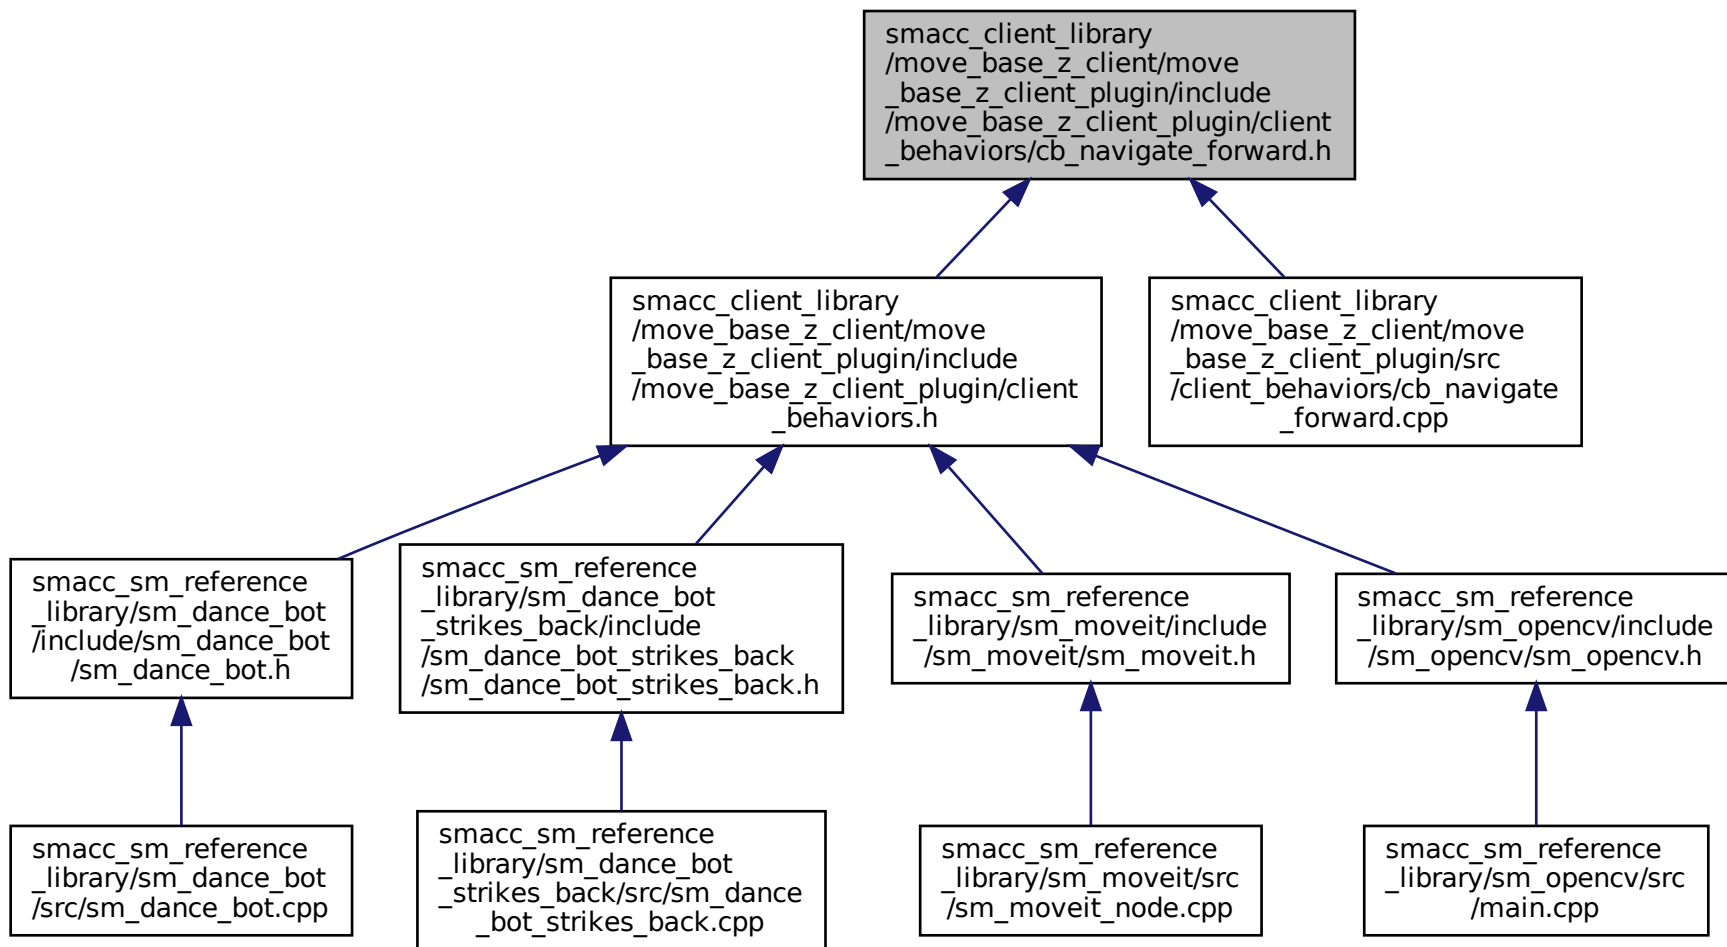 smacc_client_library
/move_base_z_client/move
_base_z_client_plugin/include
/move_base_z_client_plugin/client
_behaviors/cb_navigate_forward.h
smacc_client_library
/move_base_z_client/move
_base_z_client_plugin/include
/move_base_z_client_plugin/client
_behaviors.h
smacc_client_library
/move_base_z_client/move
_base_z_client_plugin/src
/client_behaviors/cb_navigate
_forward.cpp
smacc_sm_reference
_library/sm_dance_bot
/include/sm_dance_bot
/sm_dance_bot.h
smacc_sm_reference
_library/sm_dance_bot
_strikes_back/include
/sm_dance_bot_strikes_back
/sm_dance_bot_strikes_back.h
smacc_sm_reference
_library/sm_moveit/include
/sm_moveit/sm_moveit.h
smacc_sm_reference
_library/sm_opencv/include
/sm_opencv/sm_opencv.h
smacc_sm_reference
_library/sm_dance_bot
/src/sm_dance_bot.cpp
smacc_sm_reference
_library/sm_dance_bot
_strikes_back/src/sm_dance
_bot_strikes_back.cpp
smacc_sm_reference
_library/sm_moveit/src
/sm_moveit_node.cpp
smacc_sm_reference
_library/sm_opencv/src
/main.cpp